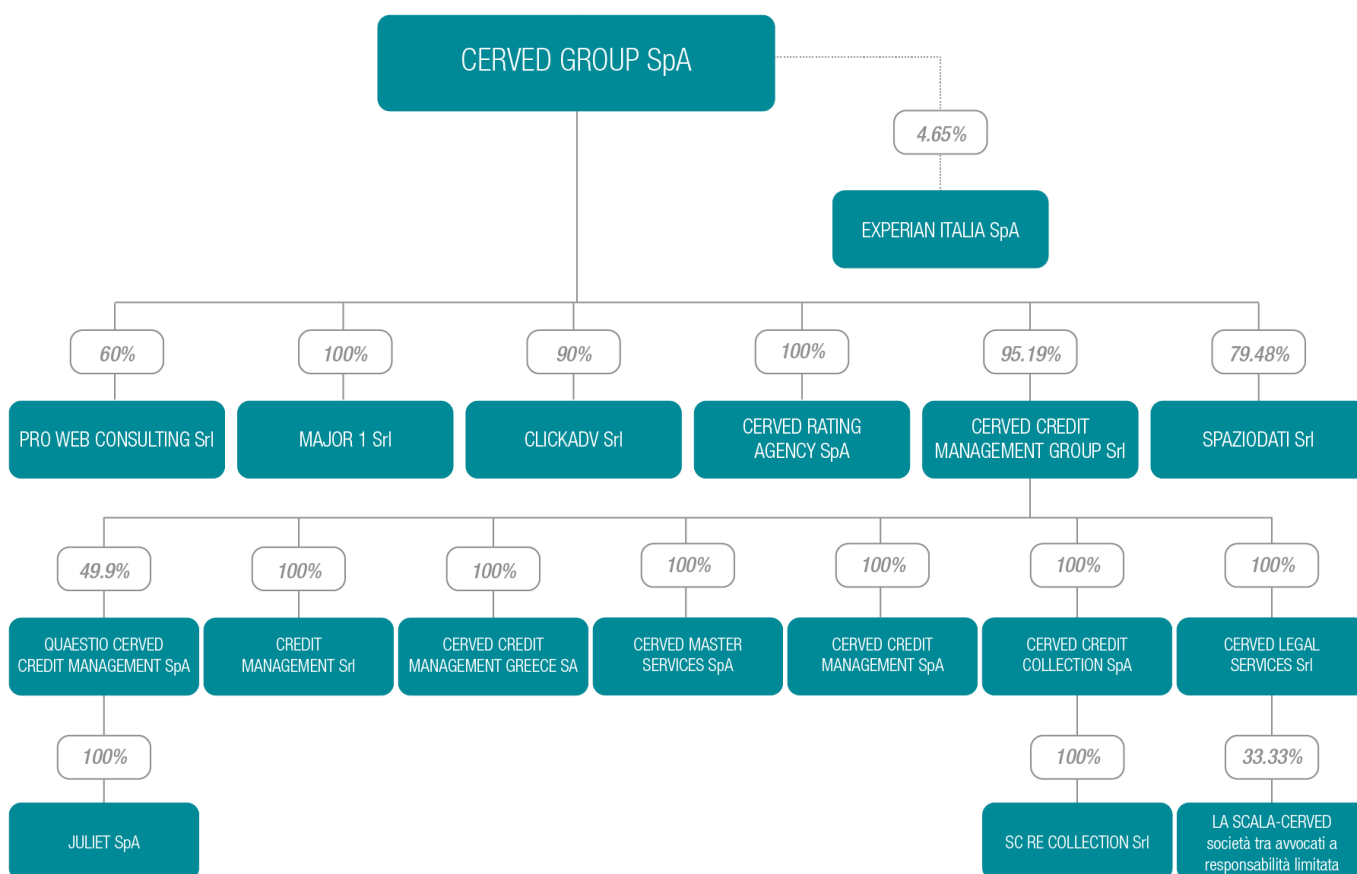 CERVED GROUP SpA
4.65%
EXPERIAN ITALIA SpA
60%
100%
90%
100%
95.19%
79.48%
PRO WEB CONSULTING Srl
MAJOR 1 Srl
CLICKADV Srl
CERVED RATING
AGENCY SpA
CERVED CREDIT
MANAGEMENT GROUP Srl
SPAZIODATI Srl
49.9%
100%
100%
100%
100%
100%
100%
QUAESTIO CERVED
CREDIT MANAGEMENT SpA
CREDIT
MANAGEMENT Srl
CERVED CREDIT
MANAGEMENT GREECE SA
CERVED MASTER
SERVICES SpA
CERVED CREDIT
MANAGEMENT SpA
CERVED CREDIT
COLLECTION SpA
CERVED LEGAL
SERVICES Srl
100%
100%
33.33%
JULIET SpA
SC RE COLLECTION Srl
LA SCALA-CERVED
società tra avvocati a
responsabilità limitata